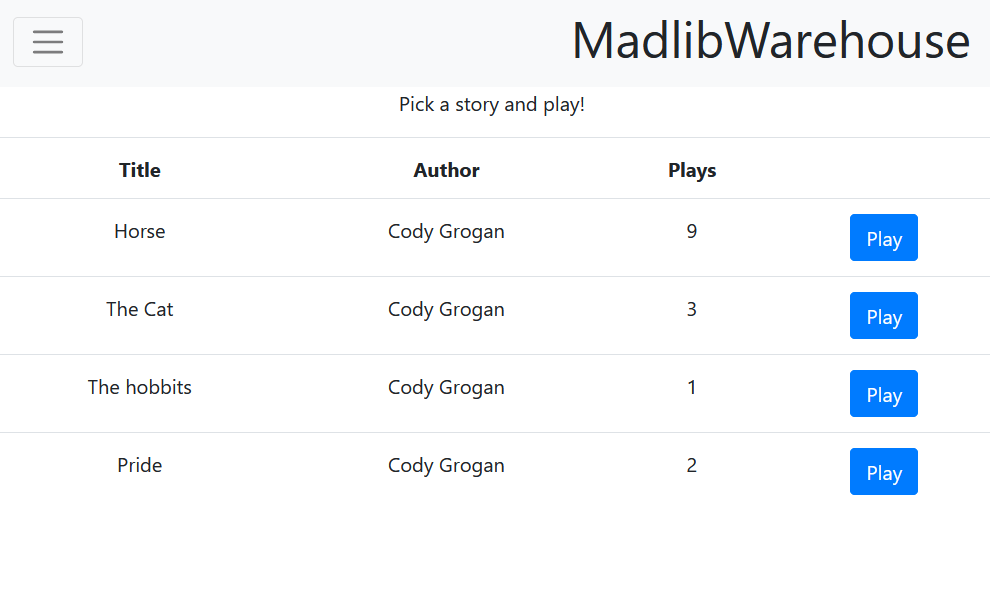 MadlibWarehouse
Pick a story and play!
Title Author Plays
Horse Cody Grogan 9 Play
The Cat Cody Grogan 3 Play
The hobbits Cody Grogan 1 Play
Pride Cody Grogan 2 Play